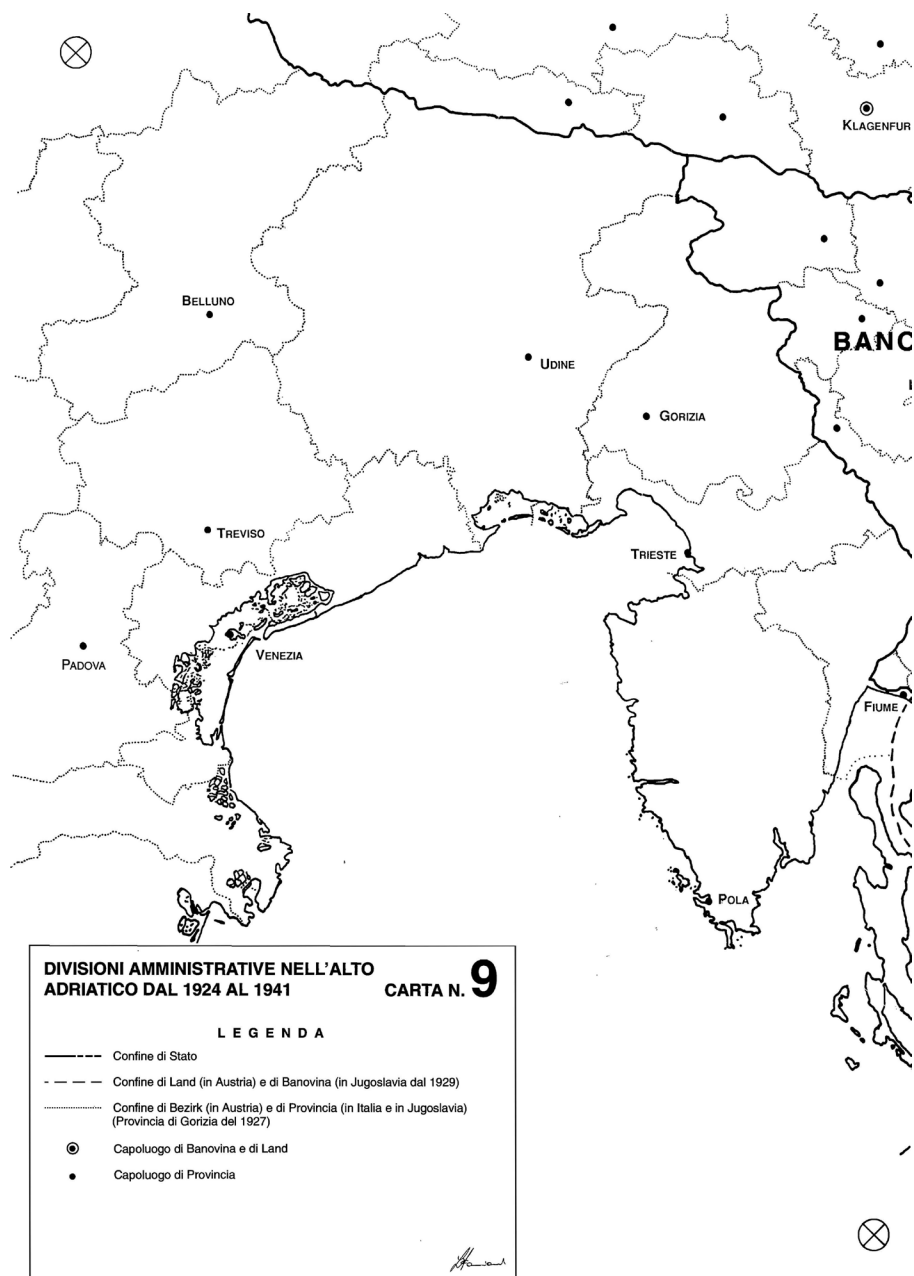 KLAGENFUR
BELLUNO
BANC
UDINE
GORIZIA
TREVISO
TRIESTE
VENEZIA
PADOVA
FIUME
POLA
DIVISIONI AMMINISTRATIVE NELL'ALTO
ADRIATICO DAL 1924 AL 1941 CARTA N. 9
LEGENDA
Confine di Stato
Confine di Land (in Austria) e di Banovina (in Jugoslavia dal 1929)
Confine di Bezirk (in Austria) e di Provincia (in Italia e in Jugoslavia)
(Provincia di Gorizia del 1927)
Capoluogo di Banovina e di Land
Capoluogo di Provincia